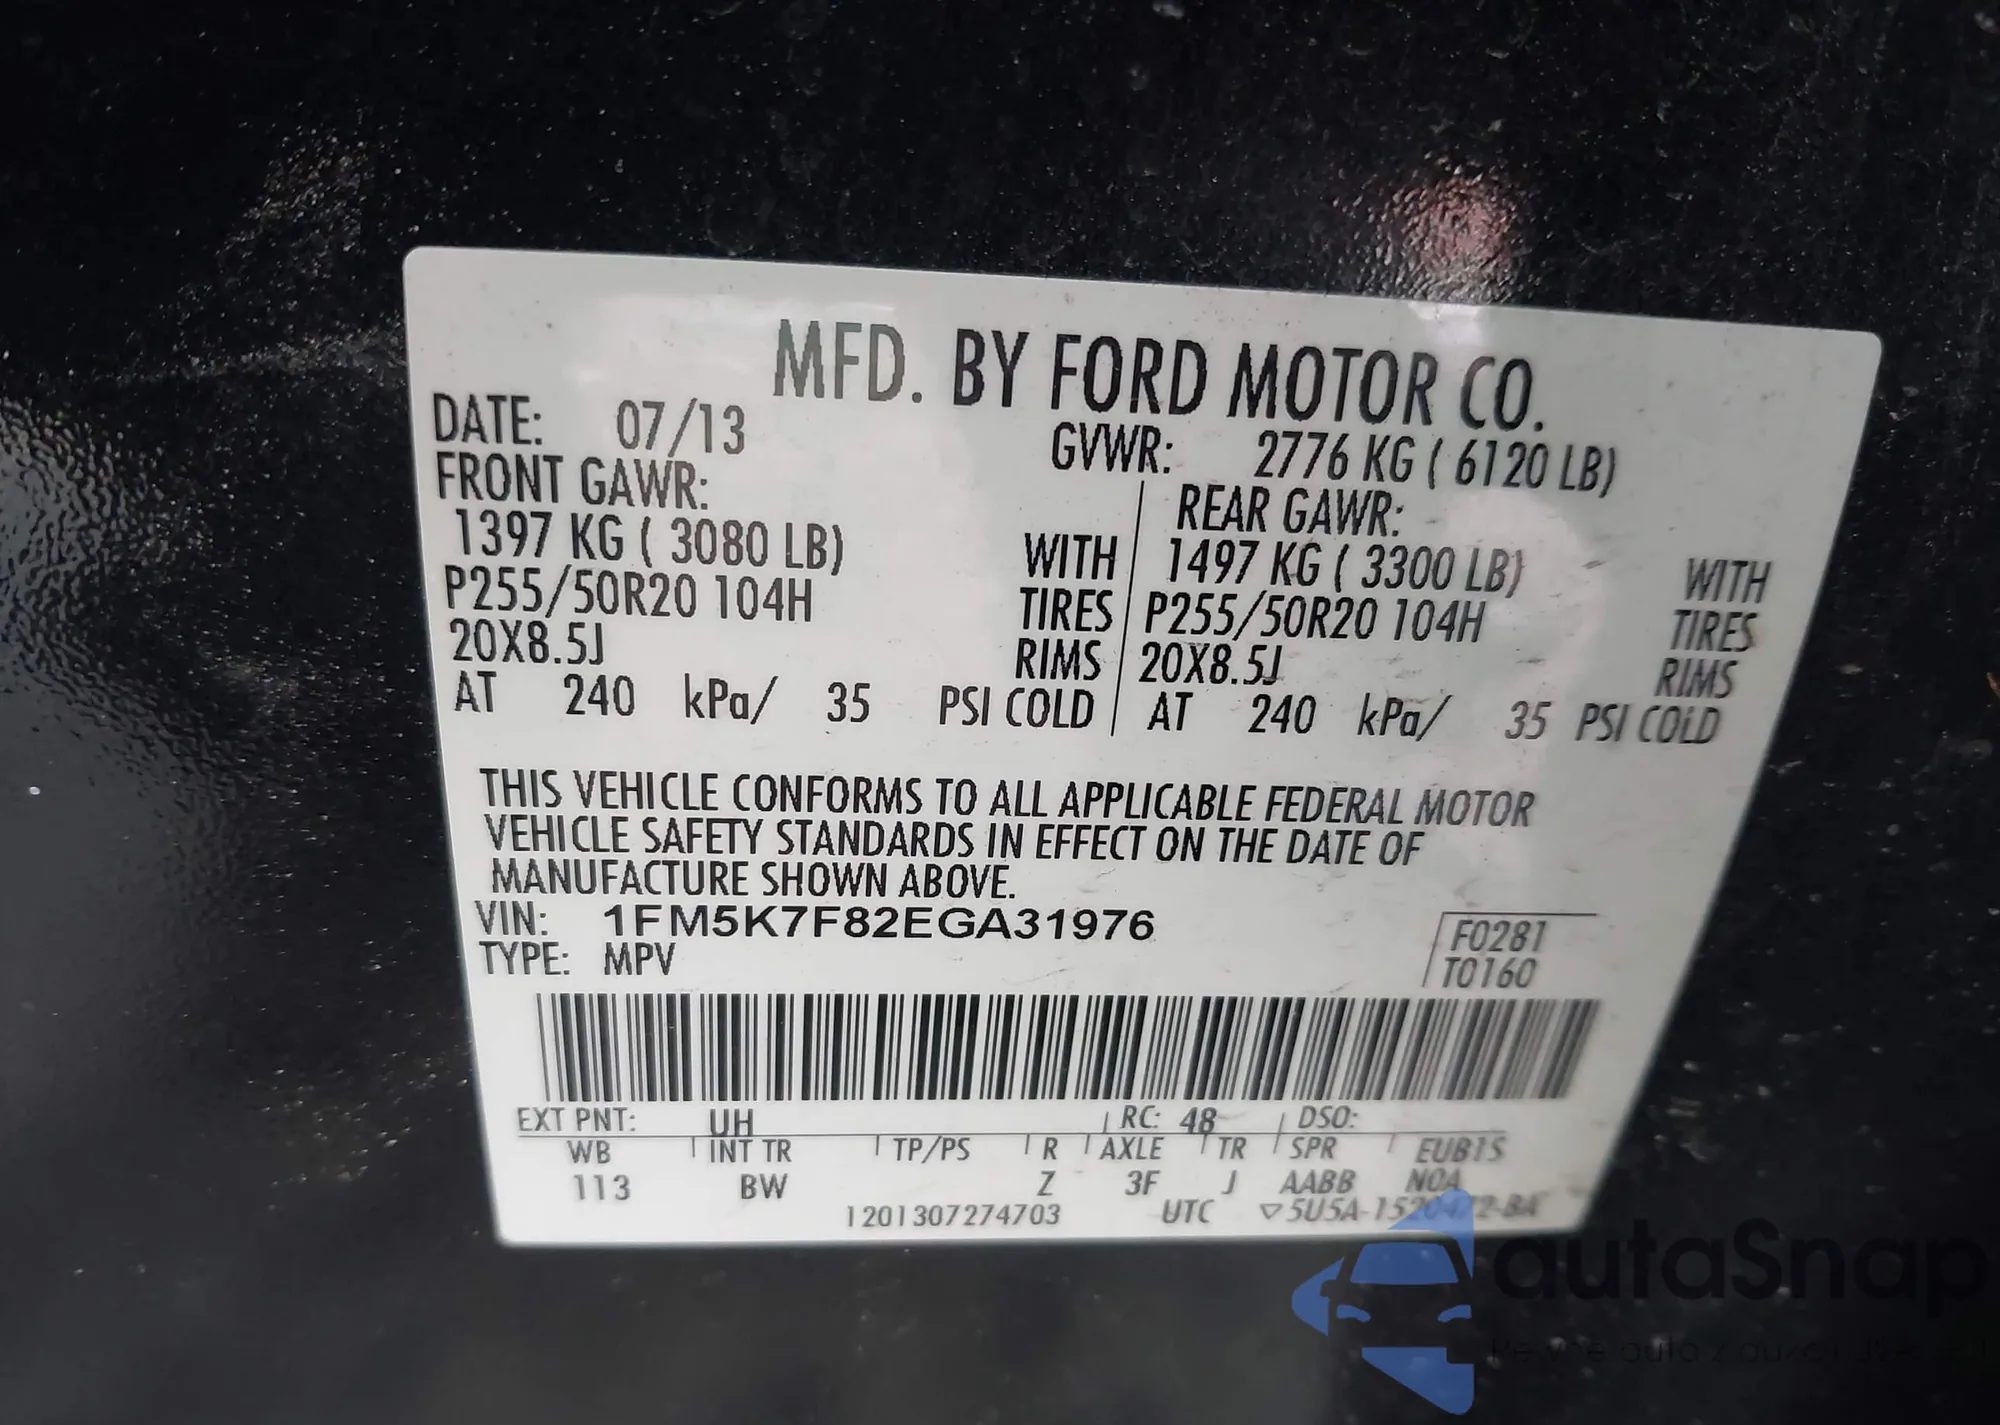 MFD. BY FORD MOTOR CO.
DATE: 07/13 GVWR: 2776 KG ( 6120 LB)
FRONT GAWR: REAR GAWR:
1397 KG ( 3080 LB) WITH 1497 KG ( 3300 LB) WITH
P255/50R20 104H TIRES P255/50R20 104H TIRES
20X8.5J RIMS 20X8.5J RIMS
AT 240 kPa/ 35 PSI COLD AT 240 kPa/ 35 PSI COLD
THIS VEHICLE CONFORMS TO ALL APPLICABLE FEDERAL MOTOR
VEHICLE SAFETY STANDARDS IN EFFECT ON THE DATE OF
MANUFACTURE SHOWN ABOVE.
VIN: 1FM5K7F82EGA31976 F0281
TYPE: MPV T0160
EXT PNT: UH RC: 48 DSO:
WB INT TR TP/PS R AXLE TR SPR EUB1S
113 BW Z 3F J AABB NOA
1201307274703 UTC ▽5U5A-1520472-BA
autaSnap